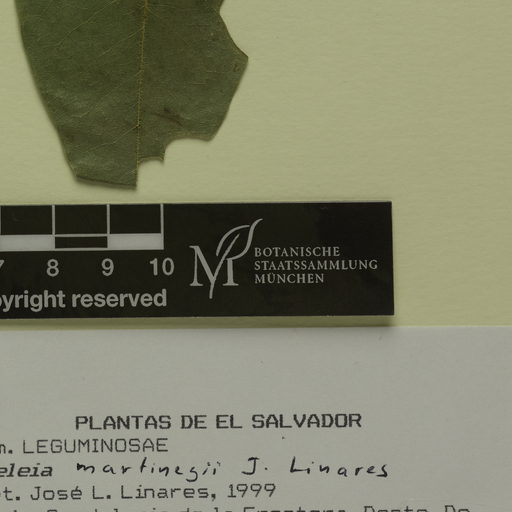 7 8 9 10
pyright reserved
BOTANISCHE
STAATSSAMMLUNG
MÜNCHEN
PLANTAS DE EL SALVADOR
m. LEGUMINOSAE
eleia martinezii J. Linares
et. José L. Linares, 1999